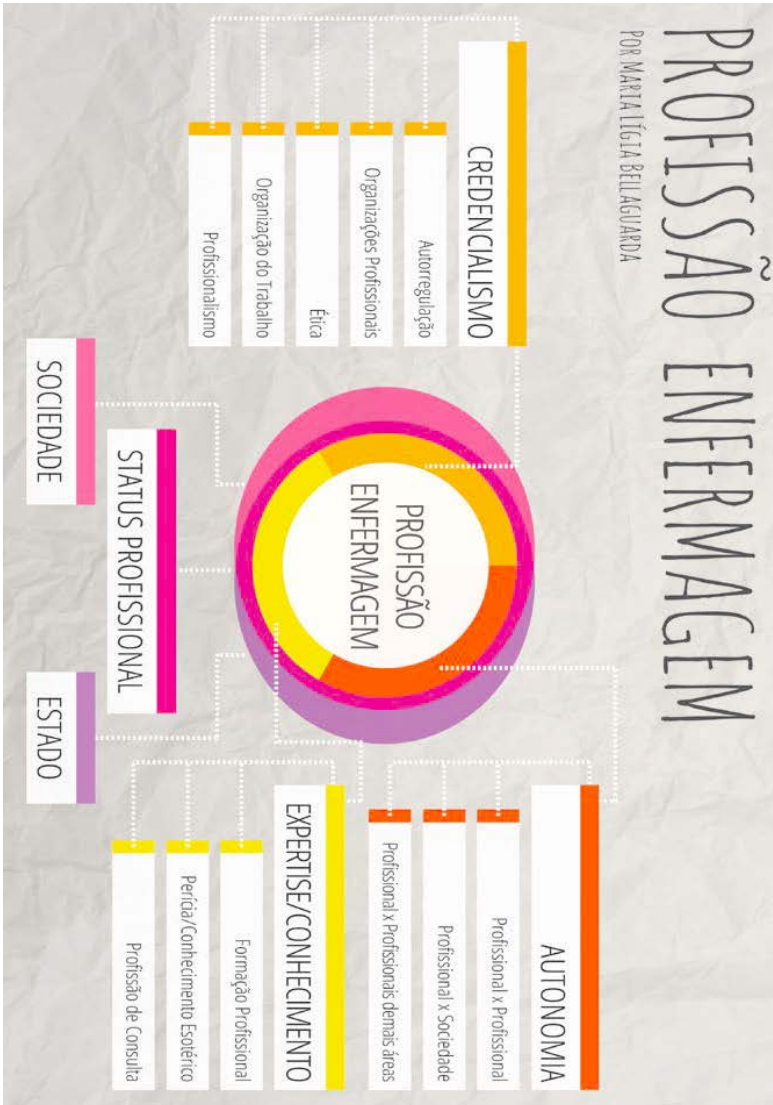 PROFISSÃO ENFERMAGEM
POR MARIA LÍGIA BELLAGUARDA
CREDENCIALISMO
Autorregulação
Organizações Profissionais
Ética
Organização do Trabalho
Profissionalismo
PROFISSÃO
ENFERMAGEM
AUTONOMIA
Profissional x Profissional
Profissional x Sociedade
Profissional x Profissionais demais áreas
EXPERTISE/CONHECIMENTO
Formação Profissional
Perícia/Conhecimento Esotérico
Profissão de Consulta
STATUS PROFISSIONAL
SOCIEDADE
ESTADO